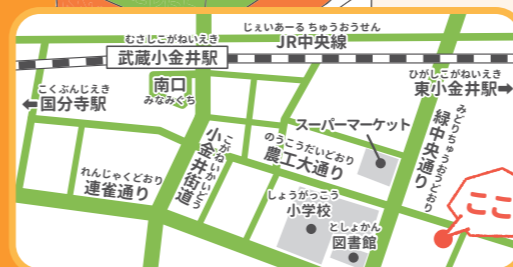 じぇいあーる ちゅうおうせん
JR中央線
むさしこがねいえき
武蔵小金井駅
ひがしこがねいえき
東小金井駅➡
こくぶんじえき
⬅国分寺駅
南口
みなみぐち
スーパーマーケット
みどりちゅうおうどおり
緑中央通り
こがねいかいどう
小金井街道
のうこうだいどおり
農工大通り
れんじゃくどおり
連雀通り
しょうがっこう
小学校
としょかん
図書館
ここ